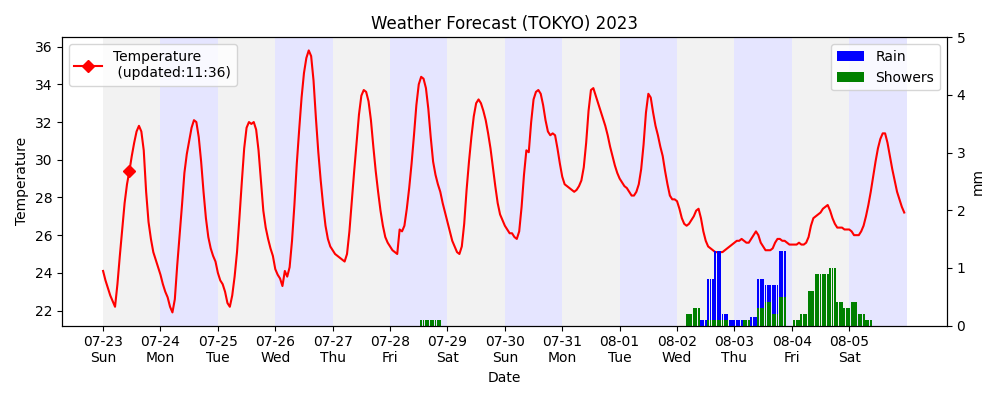 Weather Forecast (TOKYO) 2023
Temperature
(updated:11:36)
Rain
Showers
Temperature
36
34
32
30
28
26
24
22
5
4
3
2
1
0
mm
07-23 07-24 07-25 07-26 07-27 07-28 07-29 07-30 07-31 08-01 08-02 08-03 08-04 08-05
Sun Mon Tue Wed Thu Fri Sat Sun Mon Tue Wed Thu Fri Sat
Date